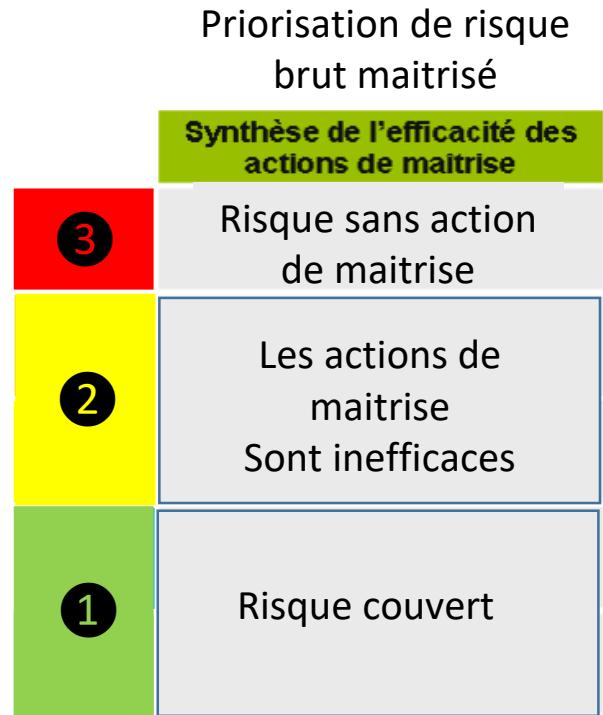 Priorisation de risque
brut maitrisé
Synthèse de l'efficacité des
actions de maîtrise
3
Risque sans action
de maitrise
2
Les actions de
maitrise
Sont inefficaces
1
Risque couvert